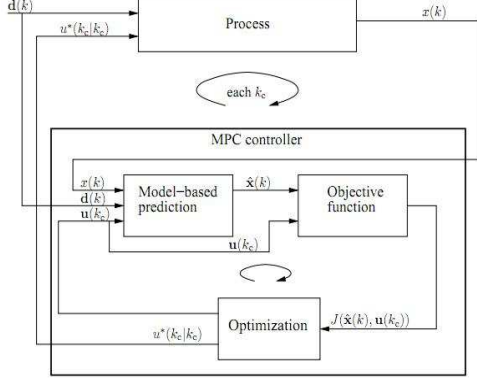 d(k)
Process
x(k)
u*(k_c|k_c)
each k_c
MPC controller
x(k)
d(k)
u(k_c)
Model−based
prediction
x̂(k)
Objective
function
u(k_c)
Optimization
J(x̂(k), u(k_c))
u*(k_c|k_c)